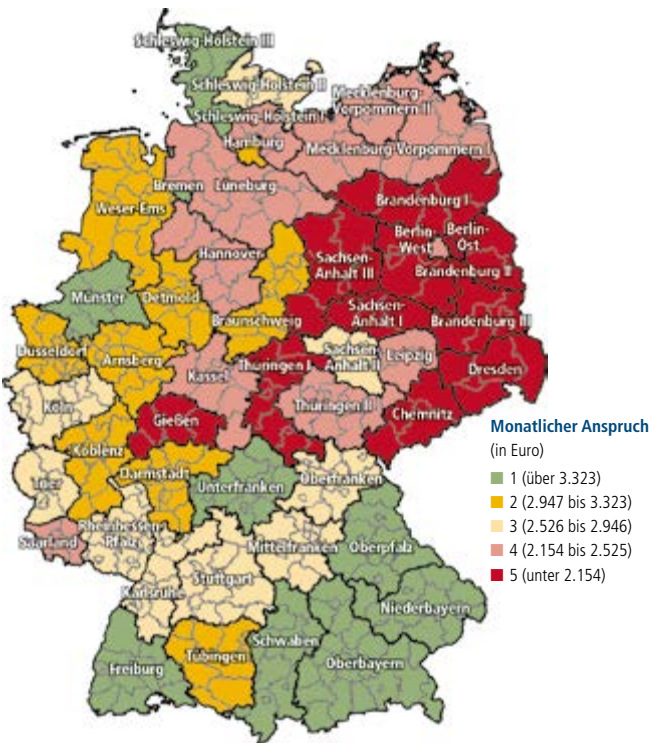 Schleswig-Holstein III
Schleswig-Holstein II
Mecklenburg-
Vorpommern II
Schleswig-Holstein I
Hamburg
Mecklenburg-Vorpommern I
Bremen
Lüneburg
Brandenburg I
Weser-Ems
Berlin-
West
Berlin-
Ost
Hannover
Sachsen-
Anhalt III
Brandenburg II
Münster
Detmold
Braunschweig
Sachsen-
Anhalt I
Brandenburg III
Düsseldorf
Arnsberg
Kassel
Thüringen I
Sachsen-
Anhalt II
Leipzig
Dresden
Köln
Gießen
Thüringen II
Chemnitz
Koblenz
Darmstadt
Trier
Unterfranken
Oberfranken
Rheinhessen-
Pfalz
Saarland
Mittelfranken
Oberpfalz
Stuttgart
Karlsruhe
Niederbayern
Schwaben
Tübingen
Freiburg
Oberbayern
Monatlicher Anspruch
(in Euro)
1 (über 3.323)
2 (2.947 bis 3.323)
3 (2.526 bis 2.946)
4 (2.154 bis 2.525)
5 (unter 2.154)